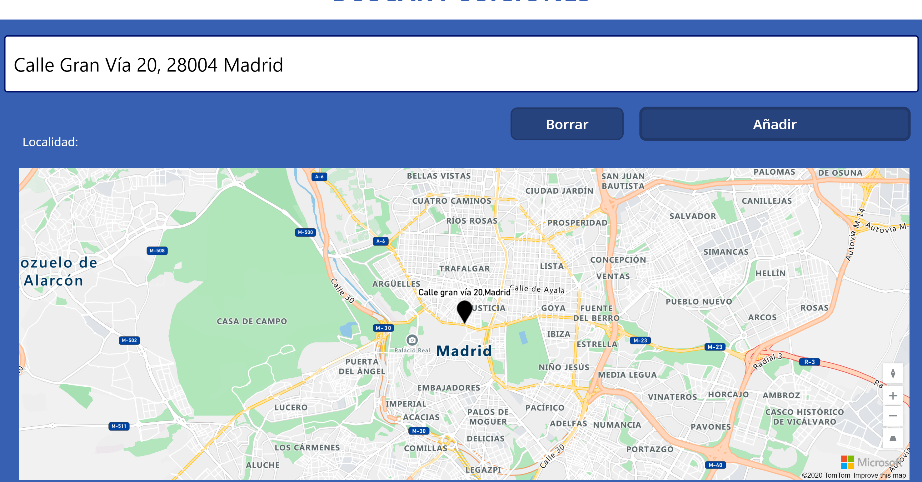 Calle Gran Vía 20, 28004 Madrid
Borrar
Añadir
Localidad:
A-6
BELLAS VISTAS
SAN JUAN BAUTISTA
PALOMAS
DE OSUNA
CIUDAD JARDÍN
CUATRO CAMINOS
CANILLEJAS
RÍOS ROSAS
PROSPERIDAD
SALVADOR
Autovía M-14
Autovía M
M-500
A-6
M-508
SIMANCAS
ozuelo de Alarcón
CONCEPCIÓN
TRAFALGAR
LISTA
VENTAS
HELLÍN
ARGÜELLES
Calle 30
Calle gran vía 20,Madrid
Calle de Ayala
USTICIA
GOYA
FUENTE DEL BERRO
PUEBLO NUEVO
ROSAS
ARCOS
CASA DE CAMPO
M-30
IBIZA
M-502
Palacio Real
Madrid
ESTRELLA
M-23
M-23
Radial 3
R-3
PUERTA DEL ÁNGEL
NIÑO JESÚS
MEDIA LEGUA
Pa
EMBAJADORES
VINATEROS
HORCAJO
AMBROZ
LUCERO
IMPERIAL
ACACIAS
PALOS DE MOGUER
PACÍFICO
CASCO HISTÓRICO DE VICÁLVARO
M-511
M-30
ADELFAS
NUMANCIA
PAVONES
DELICIAS
LOS CÁRMENES
COMILLAS
Calle 30
PORTAZGO
ALUCHE
LEGAZPI
M-40
Microsoft
©2020 TomTom Improve this map